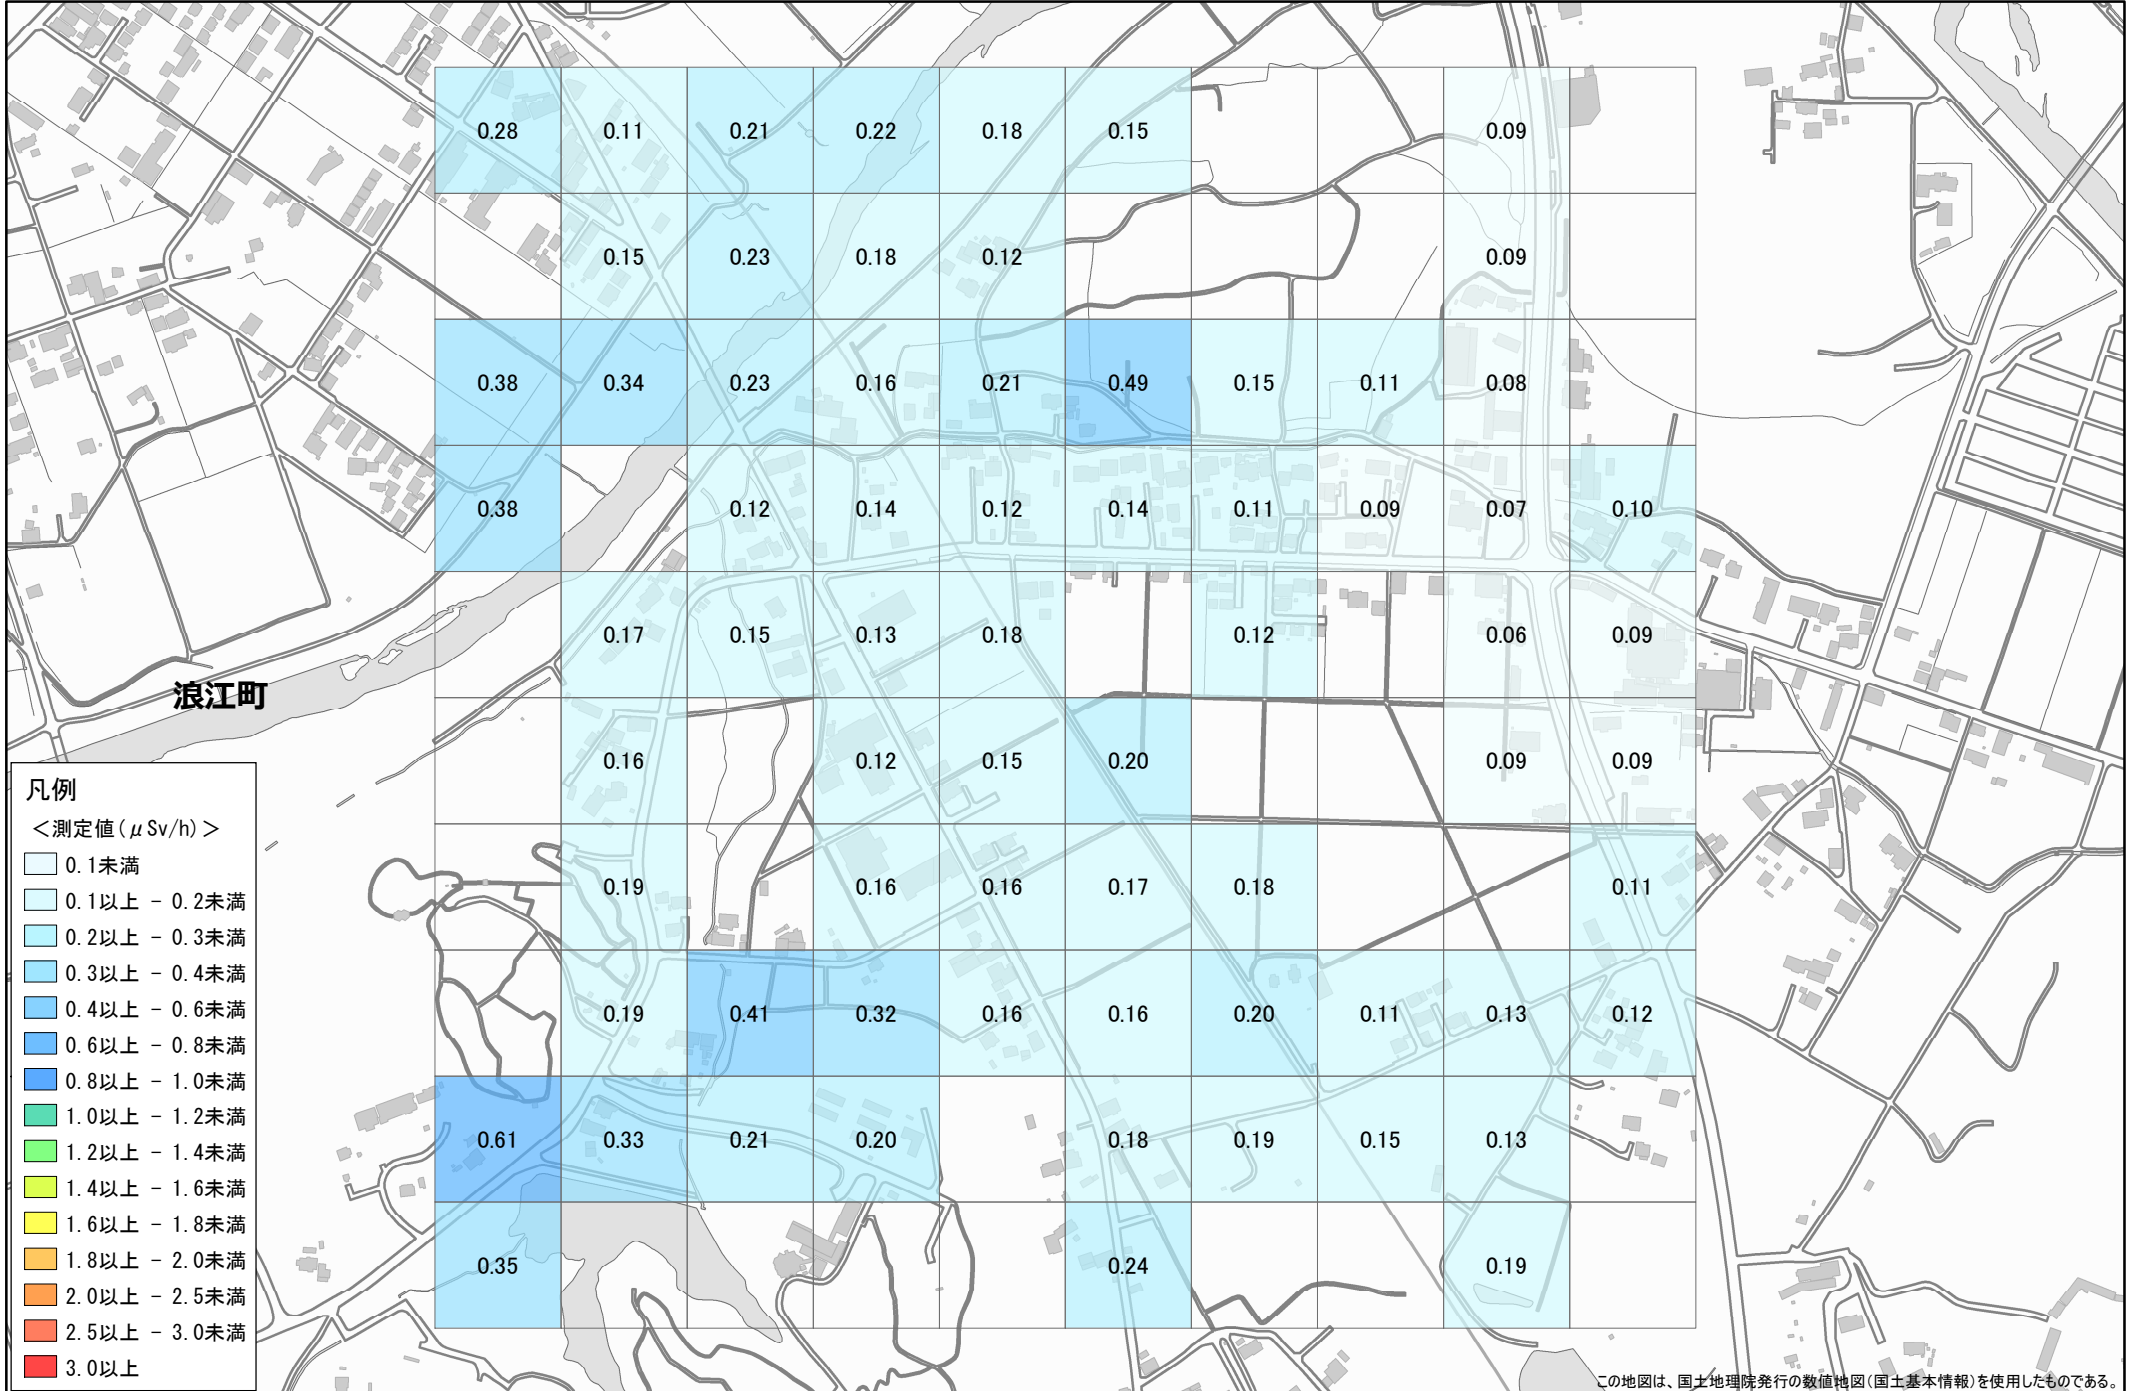 0.28 0.11 0.21 0.22 0.18 0.15 0.09
0.15 0.23 0.18 0.12 0.09
0.38 0.34 0.23 0.16 0.21 0.49 0.15 0.11 0.08
0.38 0.12 0.14 0.12 0.14 0.11 0.09 0.07 0.10
0.17 0.15 0.13 0.18 0.12 0.06 0.09
浪江町
0.16 0.12 0.15 0.20 0.09 0.09
0.19 0.16 0.16 0.17 0.18 0.11
0.19 0.41 0.32 0.16 0.16 0.20 0.11 0.13 0.12
0.61 0.33 0.21 0.20 0.18 0.19 0.15 0.13
0.35 0.24 0.19
凡例
<測定値(μSv/h)>
0.1未満
0.1以上 - 0.2未満
0.2以上 - 0.3未満
0.3以上 - 0.4未満
0.4以上 - 0.6未満
0.6以上 - 0.8未満
0.8以上 - 1.0未満
1.0以上 - 1.2未満
1.2以上 - 1.4未満
1.4以上 - 1.6未満
1.6以上 - 1.8未満
1.8以上 - 2.0未満
2.0以上 - 2.5未満
2.5以上 - 3.0未満
3.0以上
この地図は、国土地理院発行の数値地図(国土基本情報)を使用したものである。